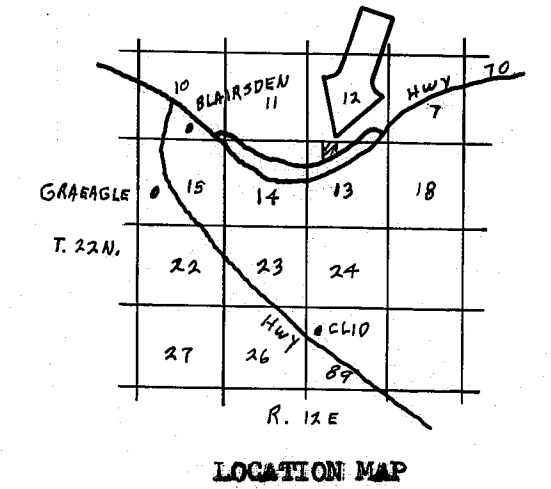 10 BLAIRSDEN 11 12 Hwy 70 7
GRAEAGLE 15 14 13 18
T. 22N.
22 23 24
Hwy 89 CLIO
27 26
R. 12 E
LOCATION MAP